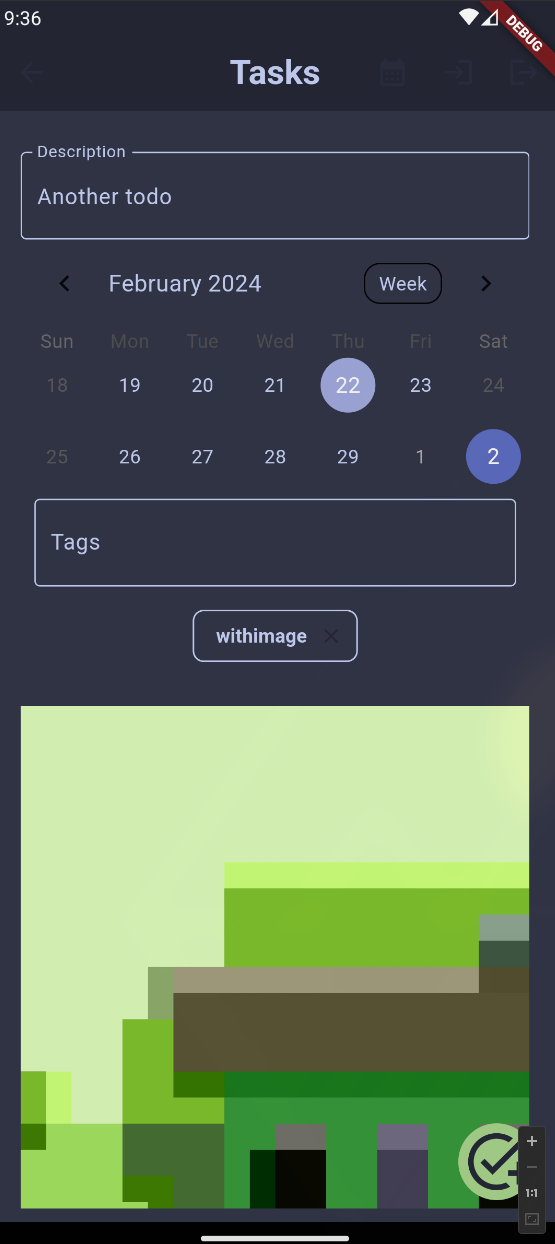 9:36
DEBUG
Tasks
Description
Another todo
February 2024
Week
Sun Mon Tue Wed Thu Fri Sat
18 19 20 21 22 23 24
25 26 27 28 29 1 2
Tags
withimage
1:1